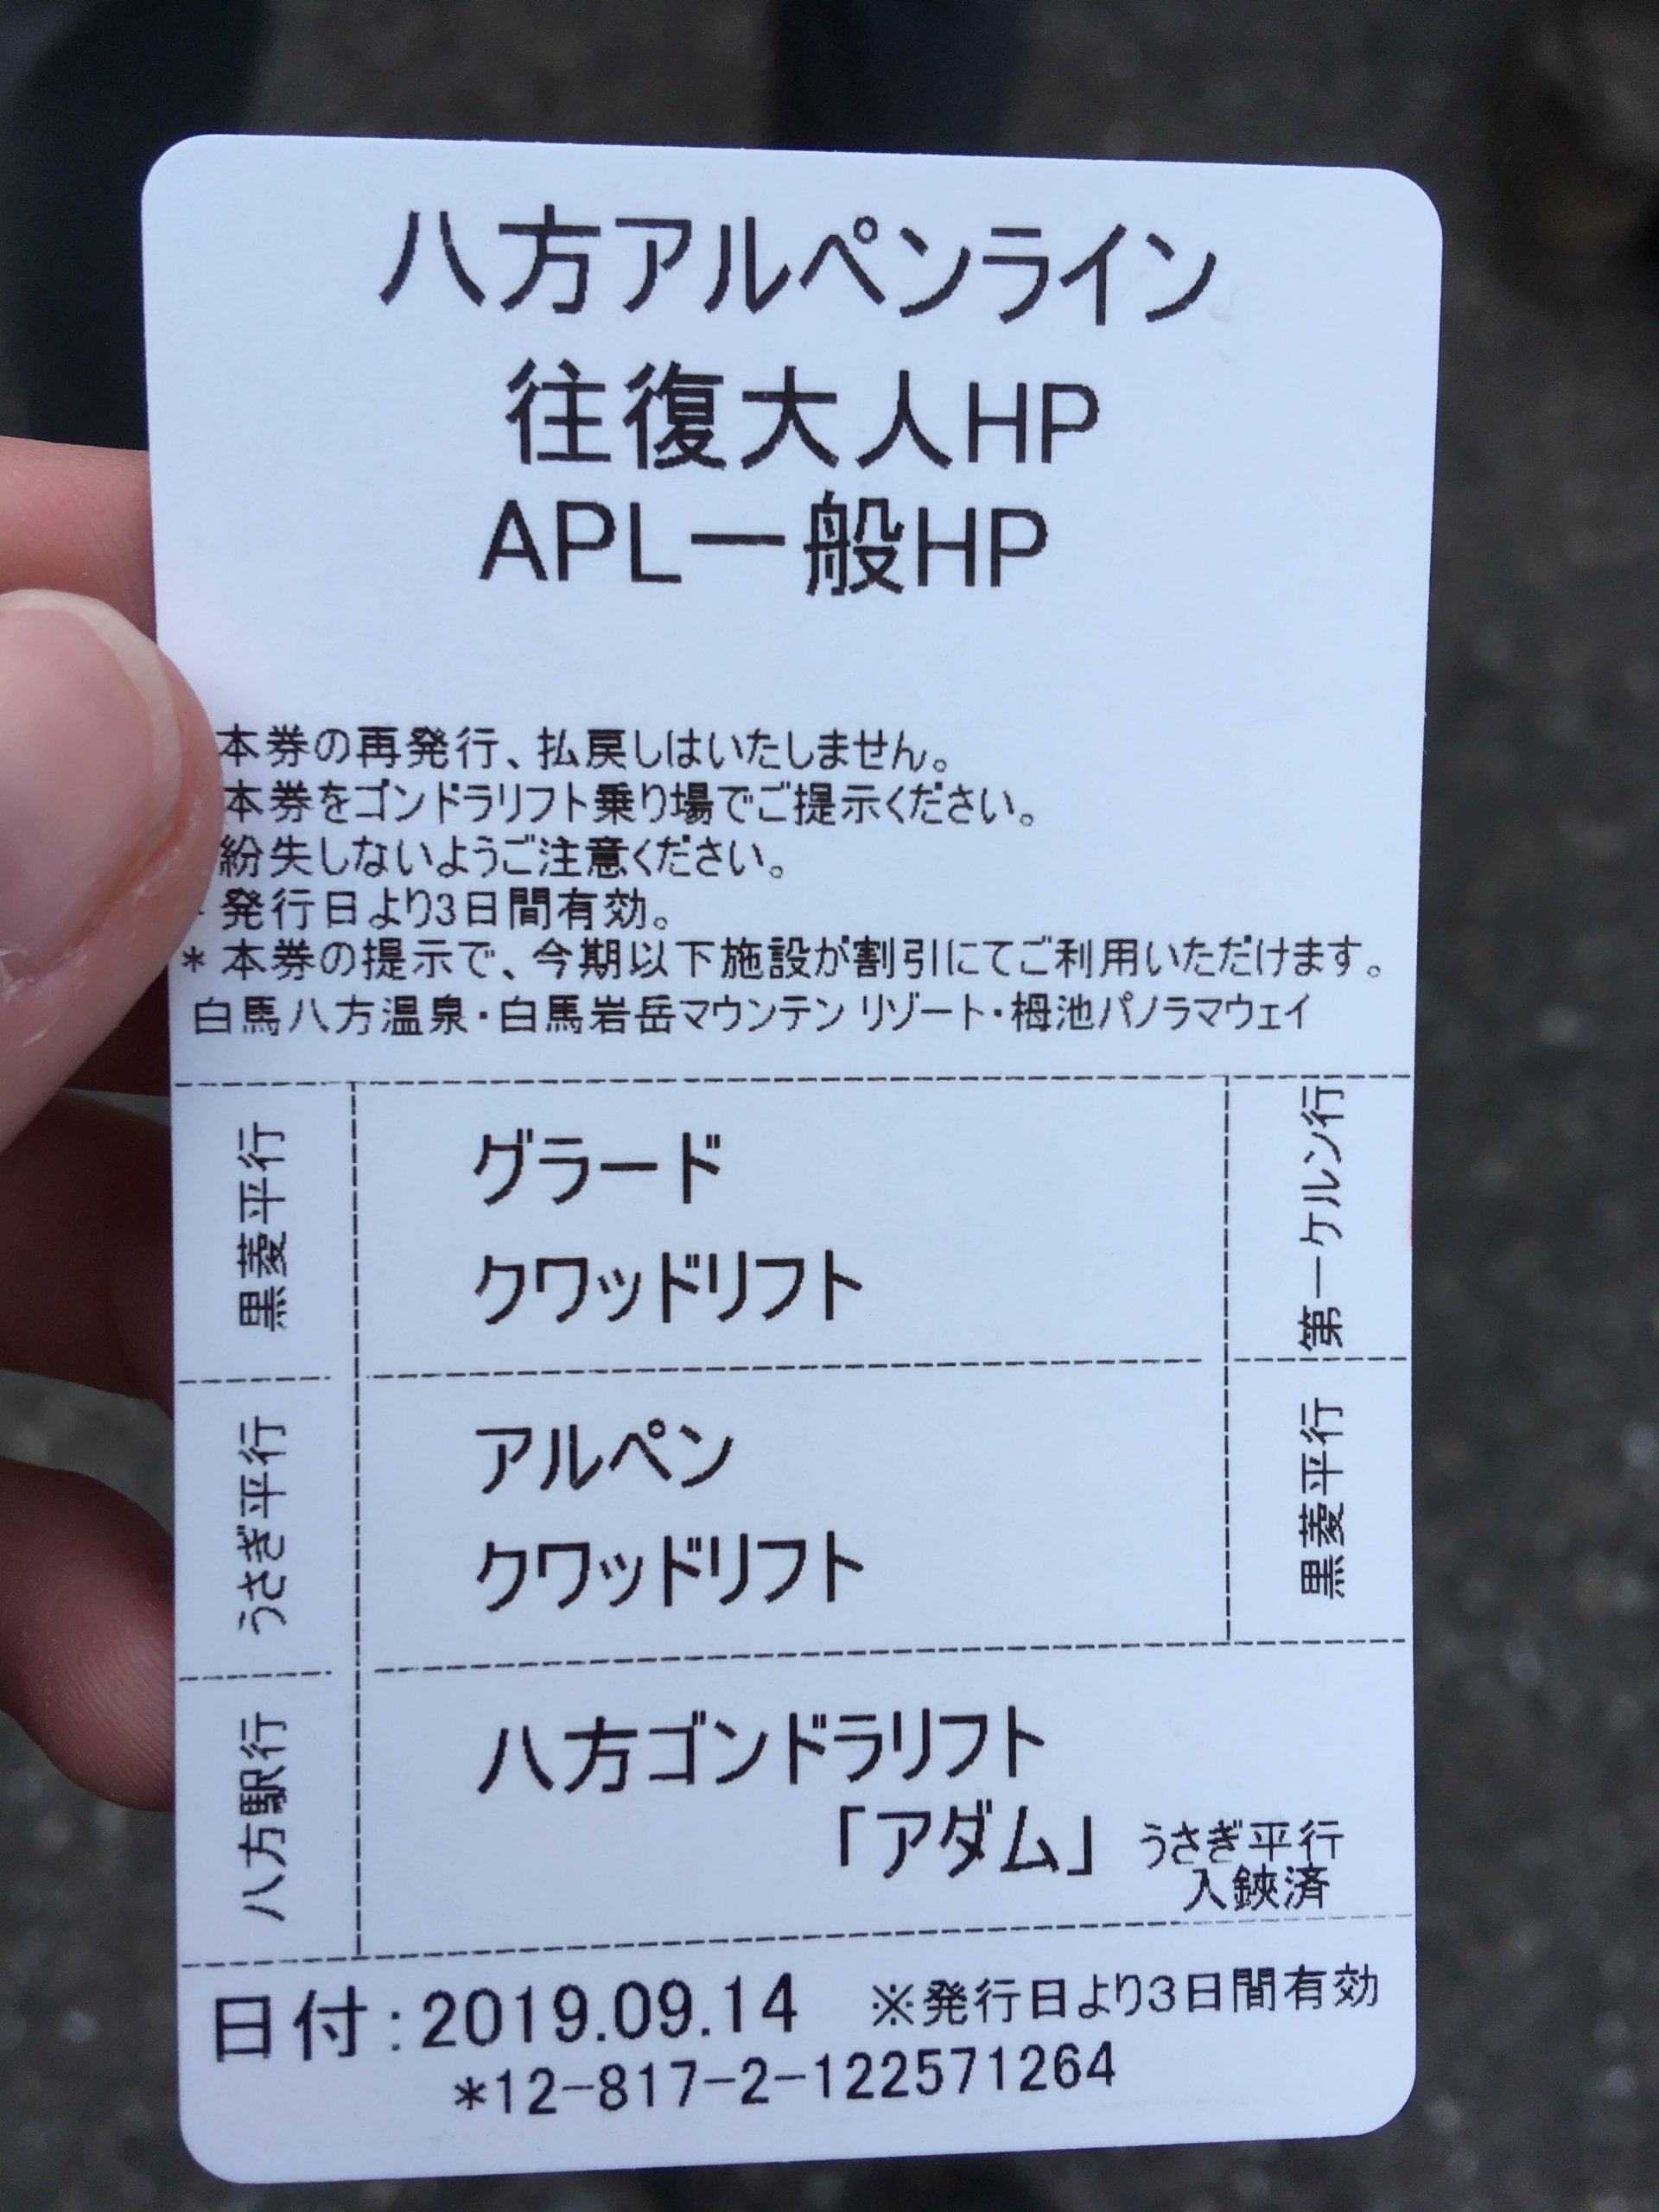 八方アルペンライン
往復大人HP
APL一般HP
本券の再発行、払戻しはいたしません。
本券をゴンドラリフト乗り場でご提示ください。
紛失しないようご注意ください。
発行日より3日間有効。
* 本券の提示で、今期以下施設が割引にてご利用いただけます。
白馬八方温泉・白馬岩岳マウンテン リゾート・栂池パノラマウェイ
黒菱平行
グラード
クワッドリフト
第一ケルン行
うさぎ平行
アルペン
クワッドリフト
黒菱平行
八方駅行
八方ゴンドラリフト
「アダム」
うさぎ平行
入鋏済
日付:2019.09.14 ※発行日より3日間有効
*12-817-2-122571264